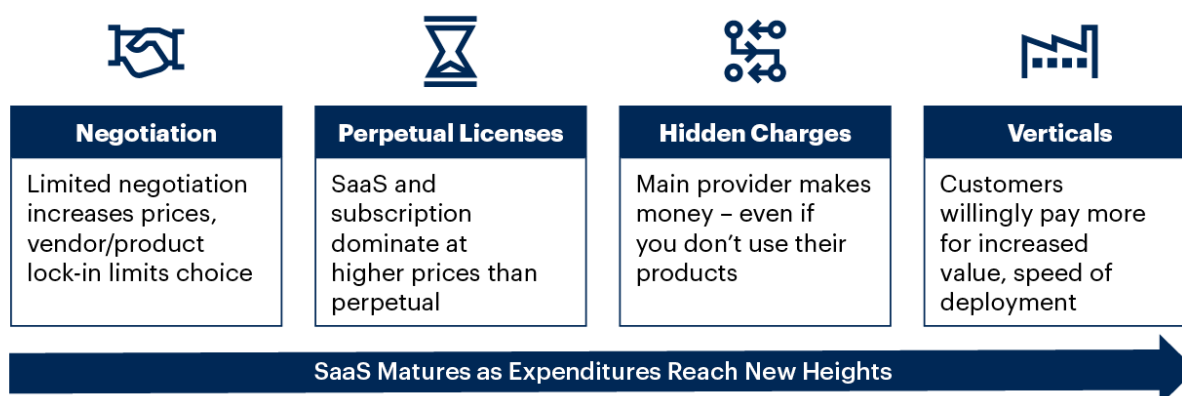 Negotiation
Limited negotiation
increases prices,
vendor/product
lock-in limits choice
Perpetual Licenses
SaaS and
subscription
dominate at
higher prices than
perpetual
Hidden Charges
Main provider makes
money – even if
you don’t use their
products
Verticals
Customers
willingly pay more
for increased
value, speed of
deployment
SaaS Matures as Expenditures Reach New Heights